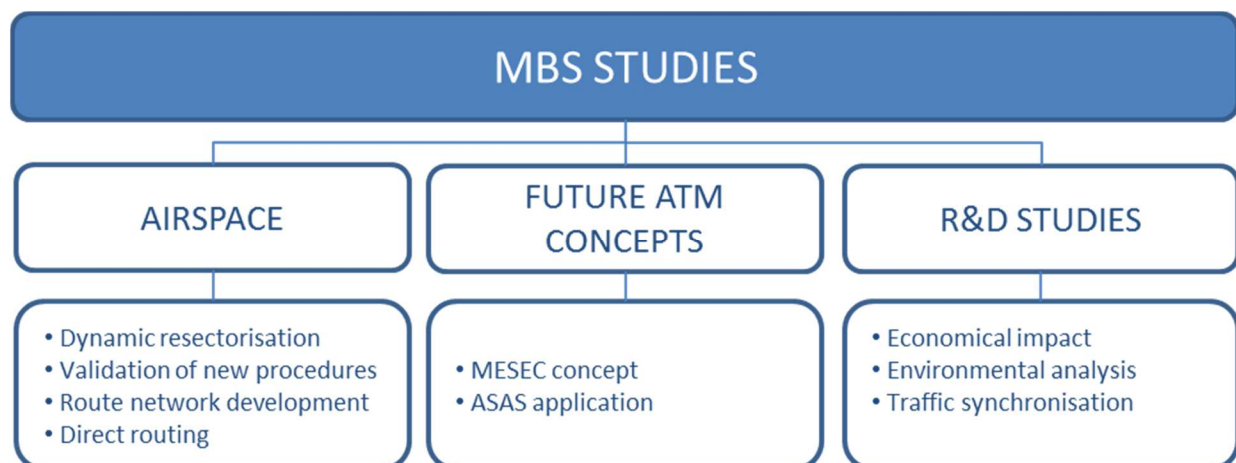 MBS STUDIES
AIRSPACE
FUTURE ATM
CONCEPTS
R&D STUDIES
• Dynamic resectorisation
• Validation of new procedures
• Route network development
• Direct routing
• MESEC concept
• ASAS application
• Economical impact
• Environmental analysis
• Traffic synchronisation